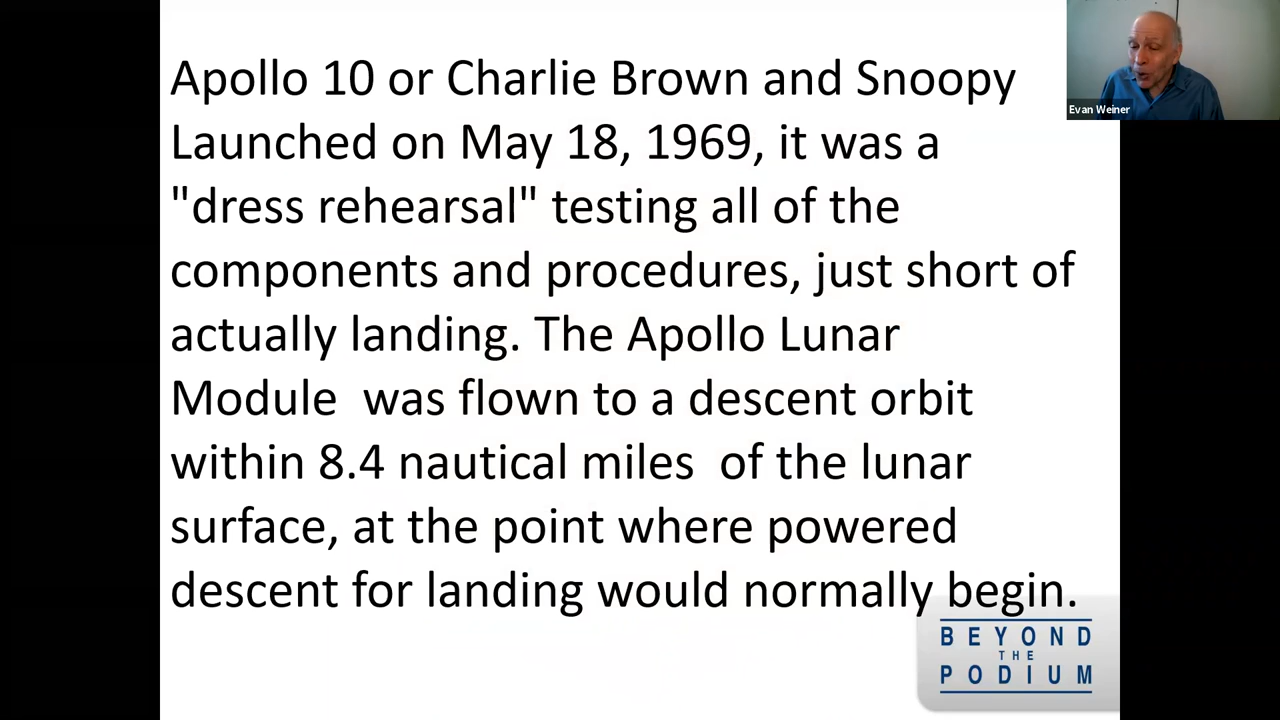 Apollo 10 or Charlie Brown and Snoopy
Launched on May 18, 1969, it was a
"dress rehearsal" testing all of the
components and procedures, just short of
actually landing. The Apollo Lunar
Module  was flown to a descent orbit
within 8.4 nautical miles  of the lunar
surface, at the point where powered
descent for landing would normally begin.
Evan Weiner
BEYOND
THE
PODIUM